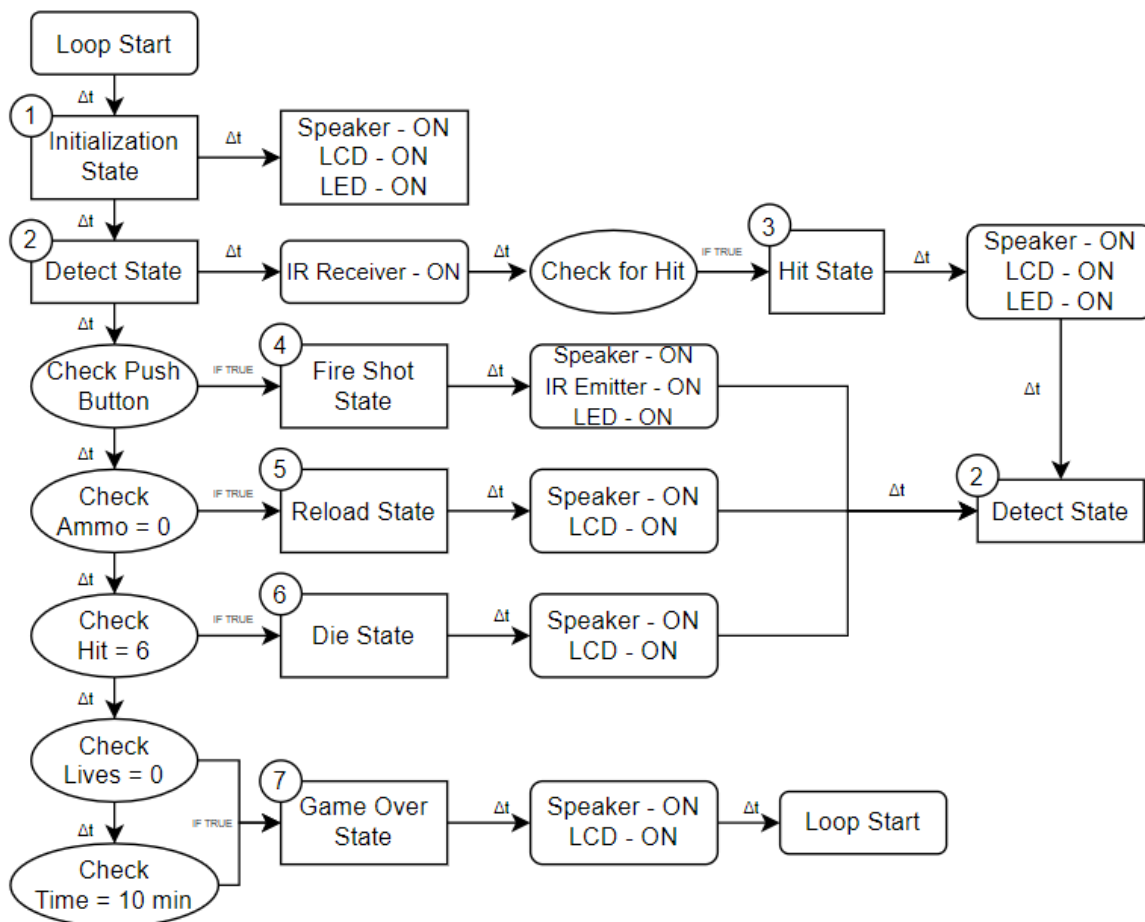 Loop Start
Δt
1
Initialization
State
Δt
Speaker - ON
LCD - ON
LED - ON
Δt
2
Detect State
Δt
IR Receiver - ON
Δt
Check for Hit
IF TRUE
3
Hit State
Δt
Speaker - ON
LCD - ON
LED - ON
Δt
Δt
Check Push
Button
IF TRUE
4
Fire Shot
State
Δt
Speaker - ON
IR Emitter - ON
LED - ON
Δt
Check
Ammo = 0
IF TRUE
5
Reload State
Δt
Speaker - ON
LCD - ON
Δt
2
Detect State
Δt
Check
Hit = 6
IF TRUE
6
Die State
Δt
Speaker - ON
LCD - ON
Δt
Check
Lives = 0
Δt
Check
Time = 10 min
IF TRUE
7
Game Over
State
Δt
Speaker - ON
LCD - ON
Δt
Loop Start